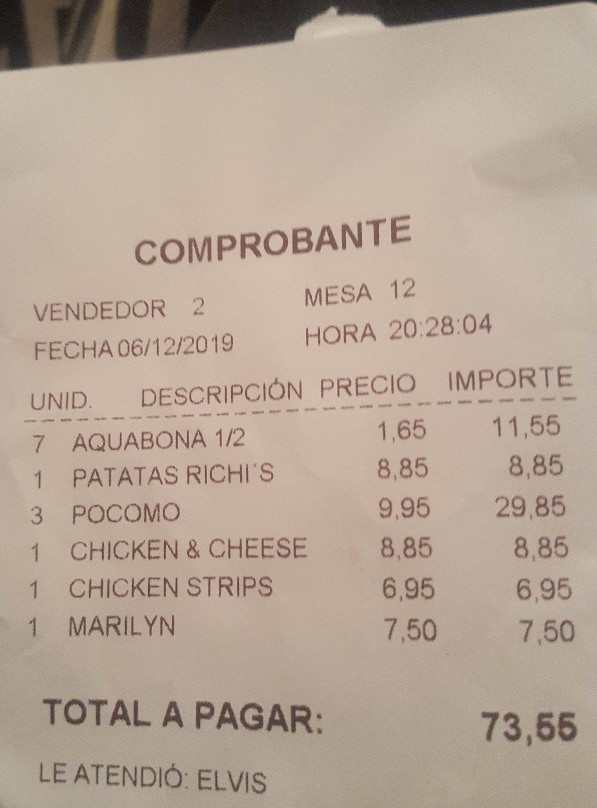 COMPROBANTE
VENDEDOR 2 MESA 12
FECHA 06/12/2019 HORA 20:28:04
UNID. DESCRIPCIÓN PRECIO IMPORTE
7 AQUABONA 1/2 1,65 11,55
1 PATATAS RICHI´S 8,85 8,85
3 POCOMO 9,95 29,85
1 CHICKEN & CHEESE 8,85 8,85
1 CHICKEN STRIPS 6,95 6,95
1 MARILYN 7,50 7,50
TOTAL A PAGAR: 73,55
LE ATENDIÓ: ELVIS